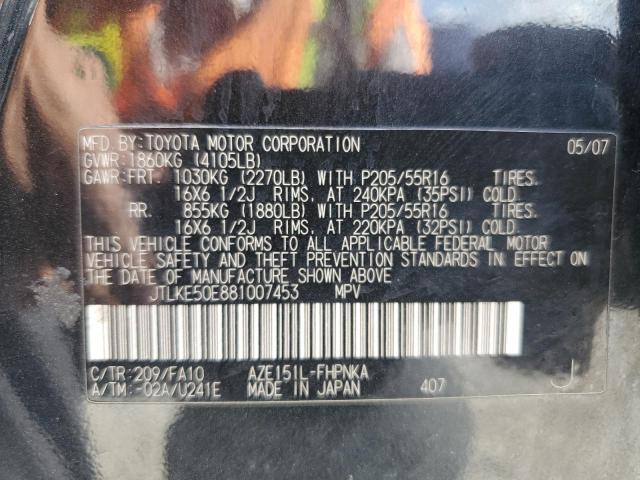 MFD. BY: TOYOTA MOTOR CORPORATION 05/07
GVWR: 1860KG (4105LB)
GAWR: FRT. 1030KG (2270LB) WITH P205/55R16 TIRES.
16X6 1/2J RIMS, AT 240KPA (35PSI) COLD.
RR. 855KG (1880LB) WITH P205/55R16 TIRES.
16X6 1/2J RIMS, AT 220KPA (32PSI) COLD.
THIS VEHICLE CONFORMS TO ALL APPLICABLE FEDERAL MOTOR
VEHICLE SAFETY AND THEFT PREVENTION STANDARDS IN EFFECT ON
THE DATE OF MANUFACTURE SHOWN ABOVE
JTLKE50E881007453 MPV
C/TR: 209/FA10 AZE151L-FHPNKA
A/TM: -02A/U241E MADE IN JAPAN 407 J